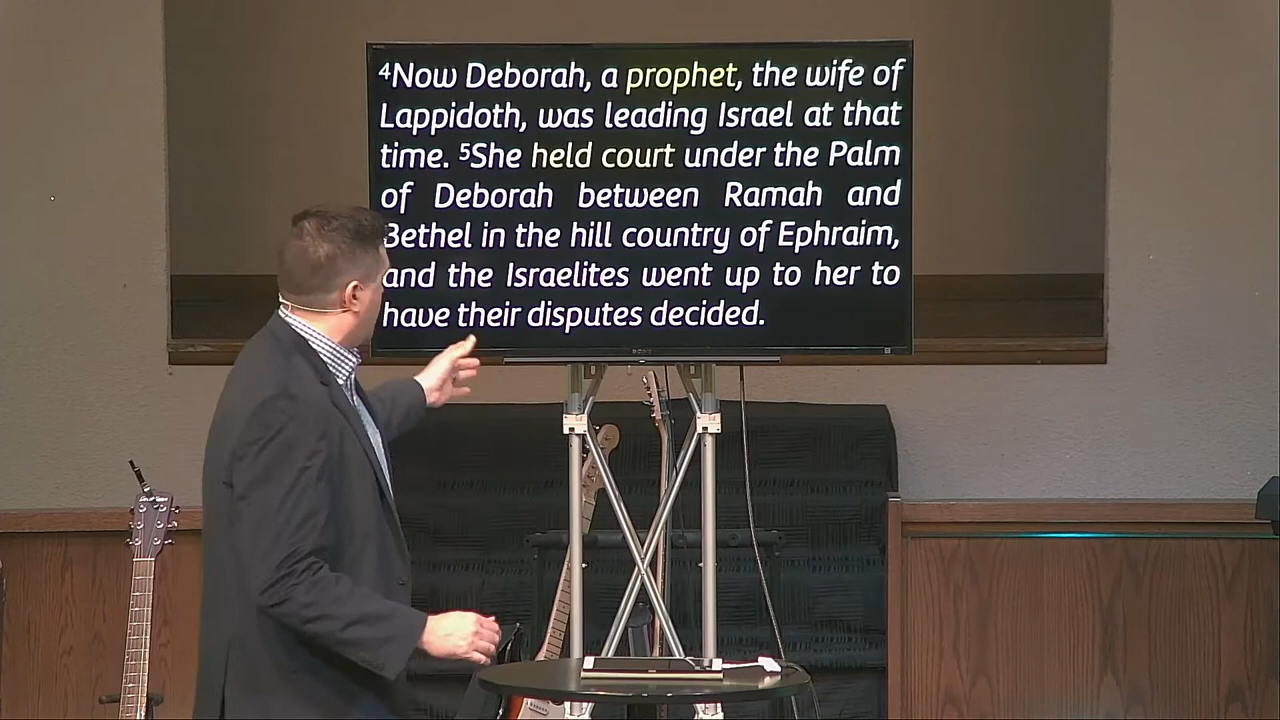 ⁴Now Deborah, a prophet, the wife of
Lappidoth, was leading Israel at that
time. ⁵She held court under the Palm
of Deborah between Ramah and
Bethel in the hill country of Ephraim,
and the Israelites went up to her to
have their disputes decided.
SONY